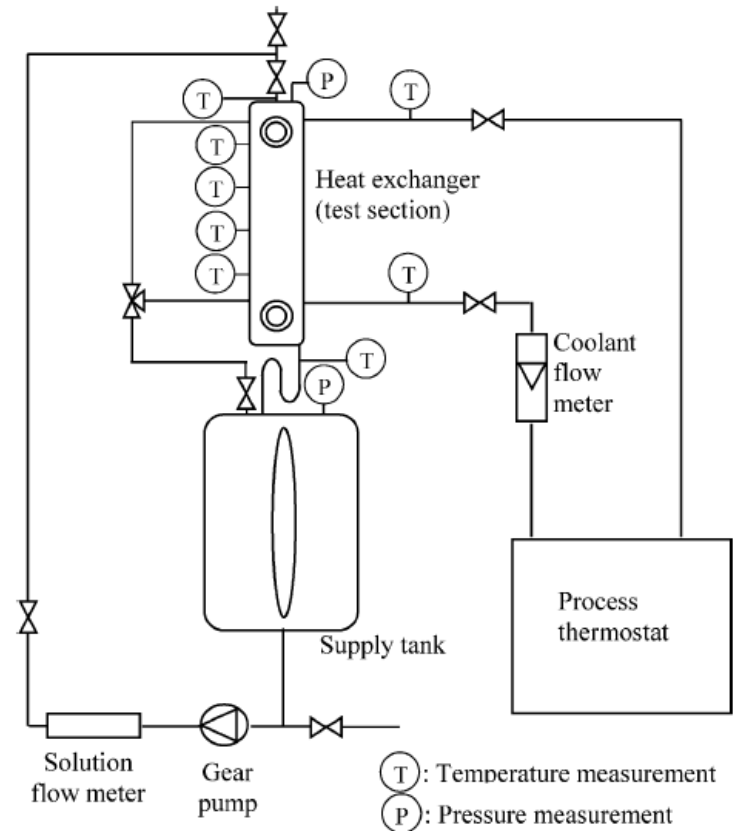 P
T
T
T
T
T
T
Heat exchanger
(test section)
T
T
P
Coolant
flow
meter
Process
thermostat
Supply tank
Solution
flow meter
Gear
pump
T : Temperature measurement
P : Pressure measurement